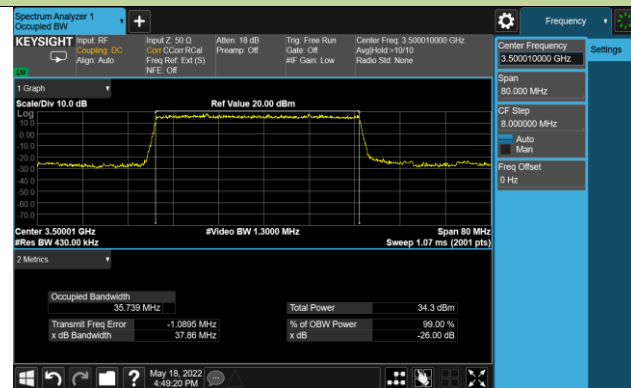 Spectrum Analyzer 1
Occupied BW
+
Frequency
KEYSIGHT
Input: RF
Coupling: DC
Align: Auto
Input Z: 50 Ω
Corr CCorr RCal
Freq Ref: Ext (S)
NFE: Off
Atten: 18 dB
Preamp: Off
Trig: Free Run
Gate: Off
#IF Gain: Low
Center Freq: 3.500010000 GHz
Avg|Hold:>10/10
Radio Std: None
Center Frequency
3.500010000 GHz
Settings
Span
80.000 MHz
CF Step
8.000000 MHz
Auto
Man
Freq Offset
0 Hz
1 Graph
Scale/Div 10.0 dB
Ref Value 20.00 dBm
Log
10.0
0.00
-10.0
-20.0
-30.0
-40.0
-50.0
-60.0
-70.0
Center 3.50001 GHz
#Video BW 1.3000 MHz
Span 80 MHz
#Res BW 430.00 kHz
Sweep 1.07 ms (2001 pts)
2 Metrics
Occupied Bandwidth
35.739 MHz
Total Power 34.3 dBm
Transmit Freq Error -1.0895 MHz
% of OBW Power 99.00 %
x dB Bandwidth 37.86 MHz
x dB -26.00 dB
?
May 18, 2022
4:49:20 PM